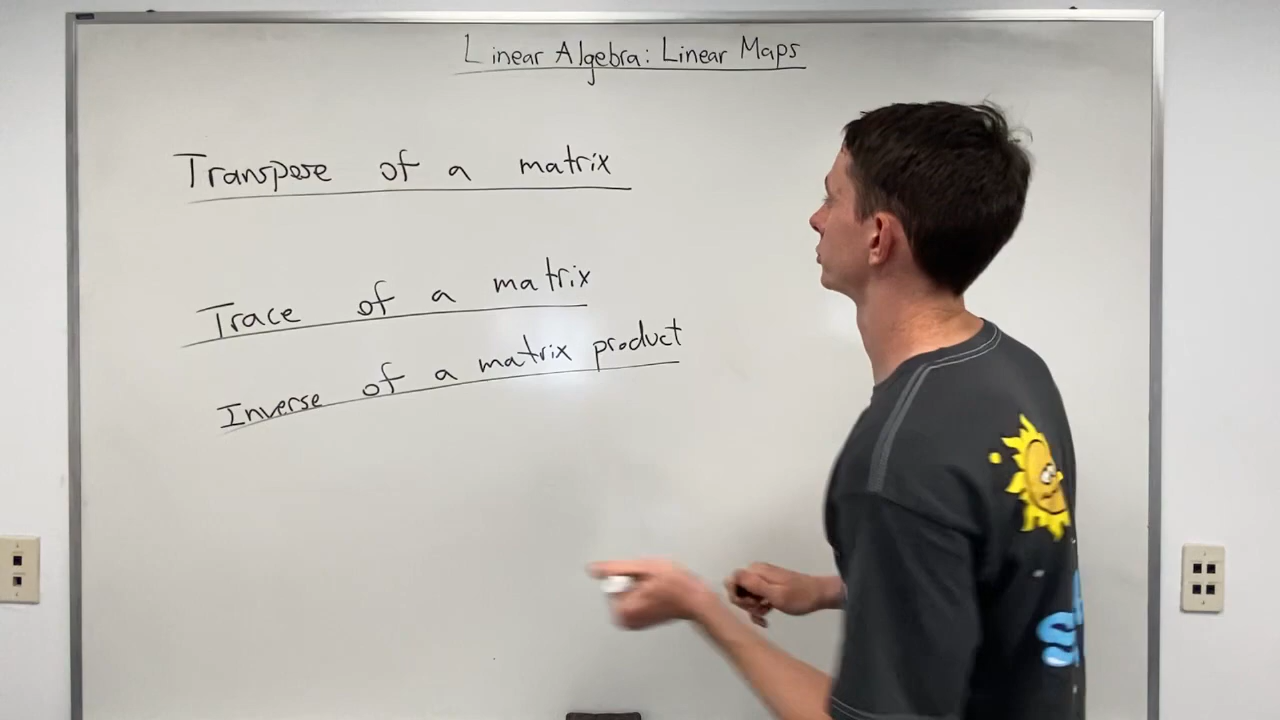 Linear Algebra: Linear Maps
Transpose of a matrix
Trace of a matrix
Inverse of a matrix product